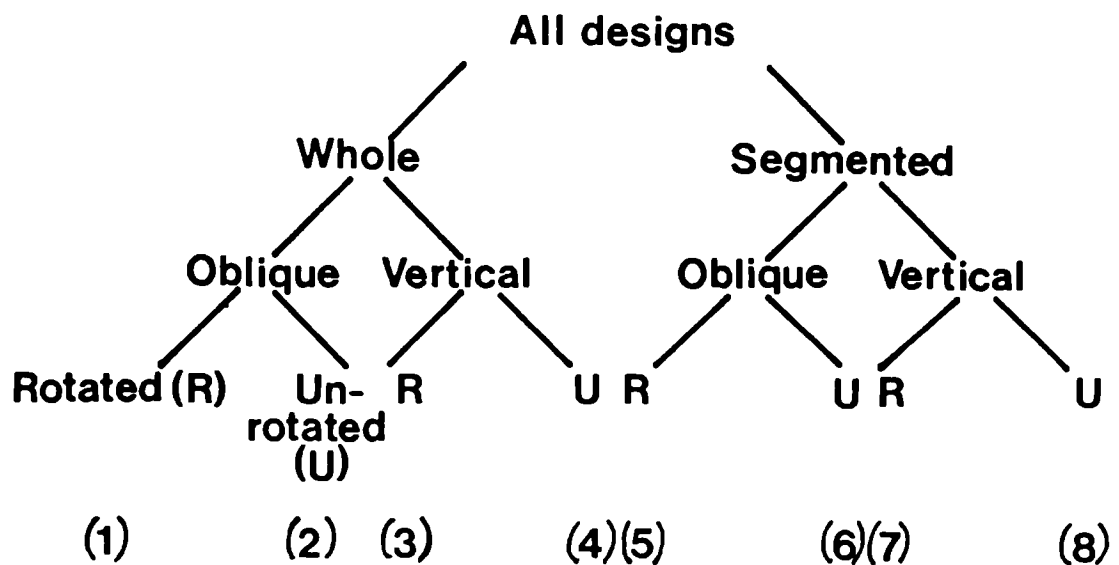 All designs
Whole Segmented
Oblique Vertical Oblique Vertical
Rotated (R) Un- R U R U R U
rotated
(U)
(1) (2) (3) (4) (5) (6) (7) (8)